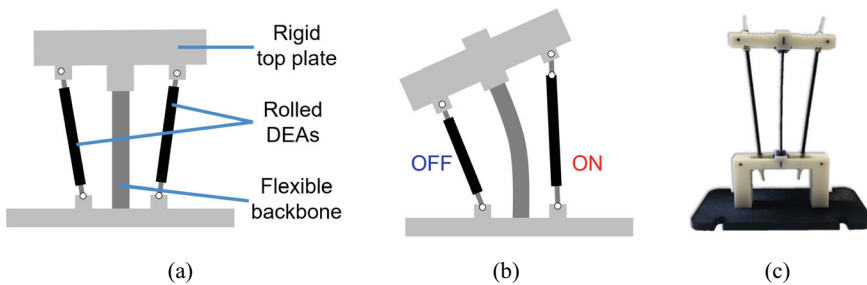 Rigid
top plate
Rolled
DEAs
Flexible
backbone
OFF
ON
(a)
(b)
(c)